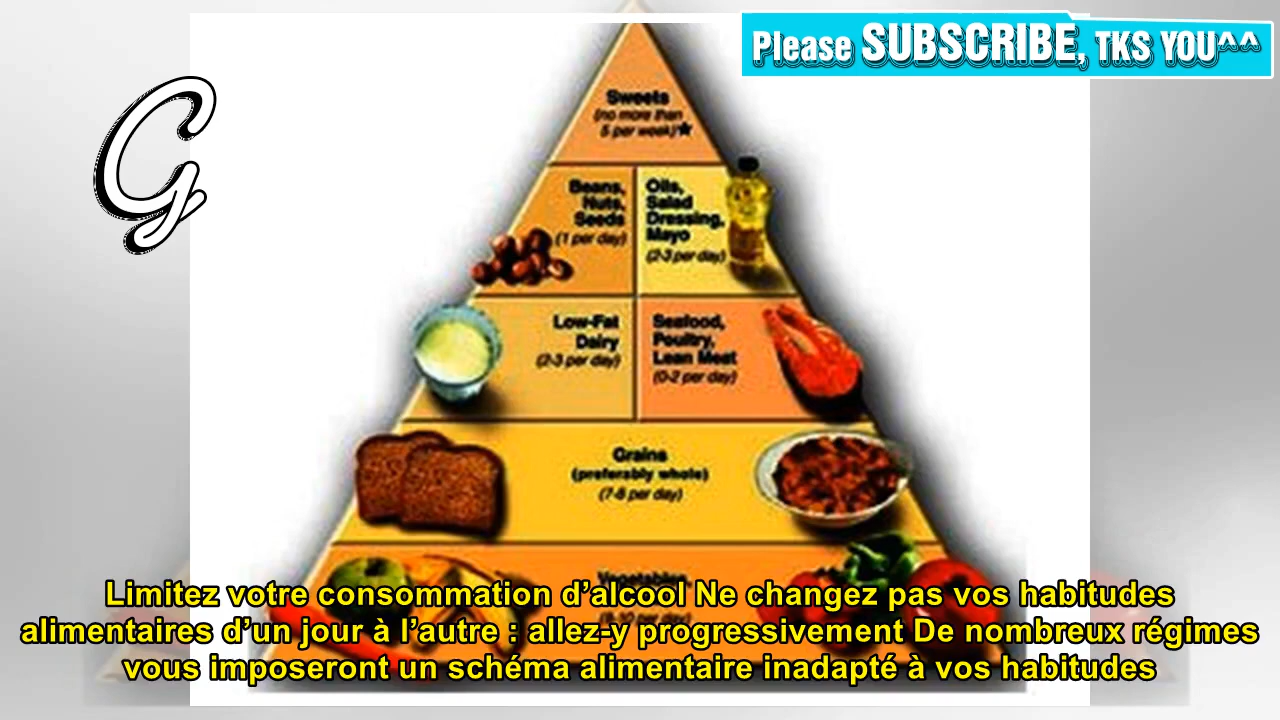 Please SUBSCRIBE, TKS YOU^^
G
Sweets
(no more than
5 per week)★
Beans,
Nuts,
Seeds
(1 per day)
Oils,
Salad
Dressing,
Mayo
(2-3 per day)
Low-Fat
Dairy
(2-3 per day)
Seafood,
Poultry,
Lean Meat
(0-2 per day)
Grains
(preferably whole)
(7-8 per day)
Vegetables,
Limitez votre consommation d’alcool Ne changez pas vos habitudes
alimentaires d’un jour à l’autre : allez-y progressivement De nombreux régimes
vous imposeront un schéma alimentaire inadapté à vos habitudes